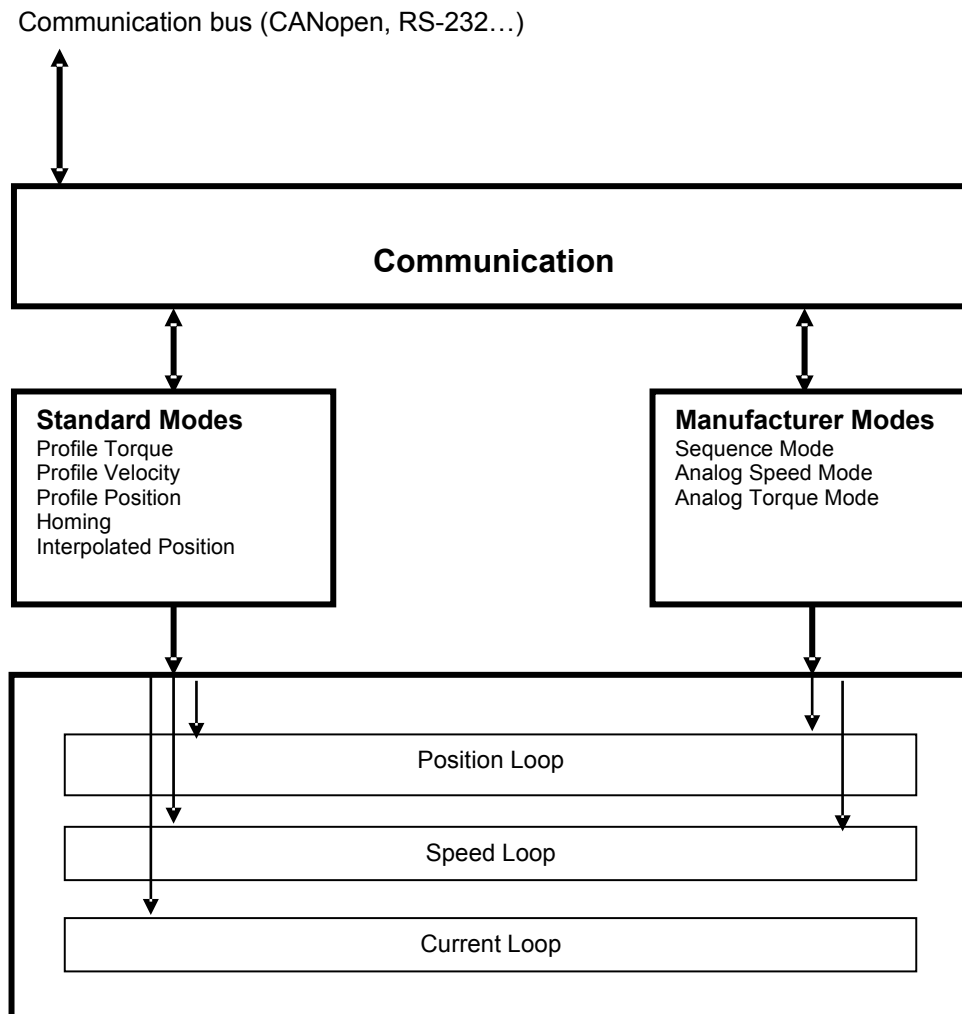 Communication bus (CANopen, RS-232…)
Communication
Standard Modes
Profile Torque
Profile Velocity
Profile Position
Homing
Interpolated Position
Manufacturer Modes
Sequence Mode
Analog Speed Mode
Analog Torque Mode
Position Loop
Speed Loop
Current Loop